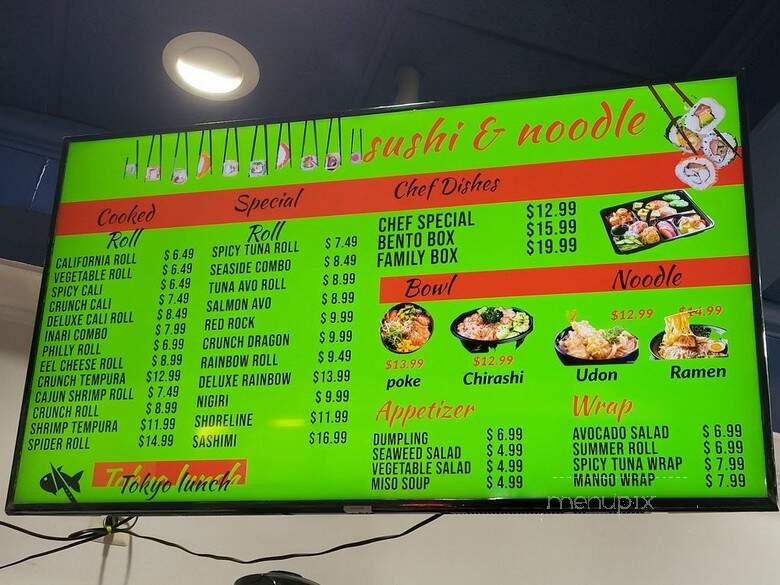 sushi & noodle
Cooked
Roll
CALIFORNIA ROLL $ 6.49
VEGETABLE ROLL $ 6.49
SPICY CALI $ 6.49
CRUNCH CALI $ 7.49
DELUXE CALI ROLL $ 8.49
INARI COMBO $ 7.99
PHILLY ROLL $ 6.99
EEL CHEESE ROLL $ 8.99
CRUNCH TEMPURA $12.99
CAJUN SHRIMP ROLL $ 7.49
CRUNCH ROLL $ 8.99
SHRIMP TEMPURA $11.99
SPIDER ROLL $14.99
Special
Roll
SPICY TUNA ROLL $ 7.49
SEASIDE COMBO $ 8.49
TUNA AVO ROLL $ 8.99
SALMON AVO $ 8.99
RED ROCK $ 9.99
CRUNCH DRAGON $ 9.99
RAINBOW ROLL $ 9.49
DELUXE RAINBOW $13.99
NIGIRI $ 9.99
SHORELINE $11.99
SASHIMI $16.99
Chef Dishes
CHEF SPECIAL $12.99
BENTO BOX $15.99
FAMILY BOX $19.99
Bowl
$13.99 $12.99
poke Chirashi
Noodle
$12.99 $14.99
Udon Ramen
Appetizer
DUMPLING $ 6.99
SEAWEED SALAD $ 4.99
VEGETABLE SALAD $ 4.99
MISO SOUP $ 4.99
Wrap
AVOCADO SALAD $ 6.99
SUMMER ROLL $ 6.99
SPICY TUNA WRAP $ 7.99
MANGO WRAP $ 7.99
Tokyo lunch
Tokyo lunch
menupix